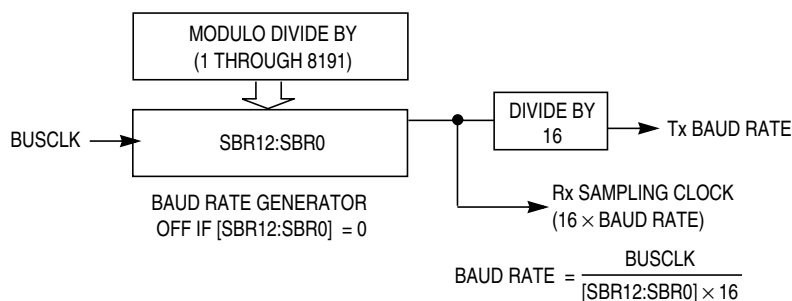 MODULO DIVIDE BY
(1 THROUGH 8191)
BUSCLK
SBR12:SBR0
DIVIDE BY
16
Tx BAUD RATE
BAUD RATE GENERATOR
OFF IF [SBR12:SBR0] = 0
Rx SAMPLING CLOCK
(16 × BAUD RATE)
BAUD RATE =
BUSCLK
[SBR12:SBR0] × 16